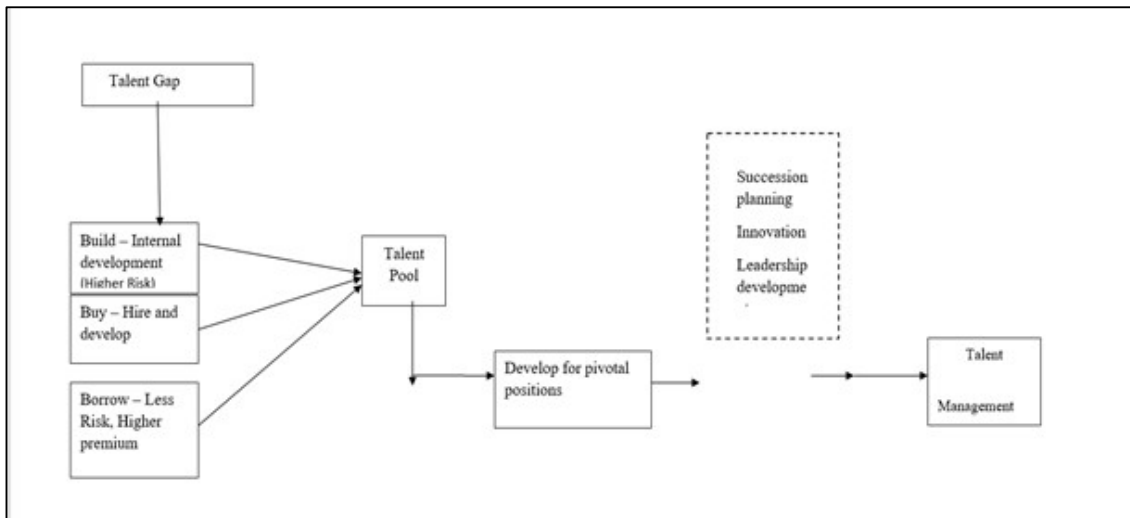 Talent Gap
Build – Internal
development
(Higher Risk)
Buy – Hire and
develop
Borrow – Less
Risk, Higher
premium
Talent
Pool
Develop for pivotal
positions
Succession
planning
Innovation
Leadership
developme
Talent
Management